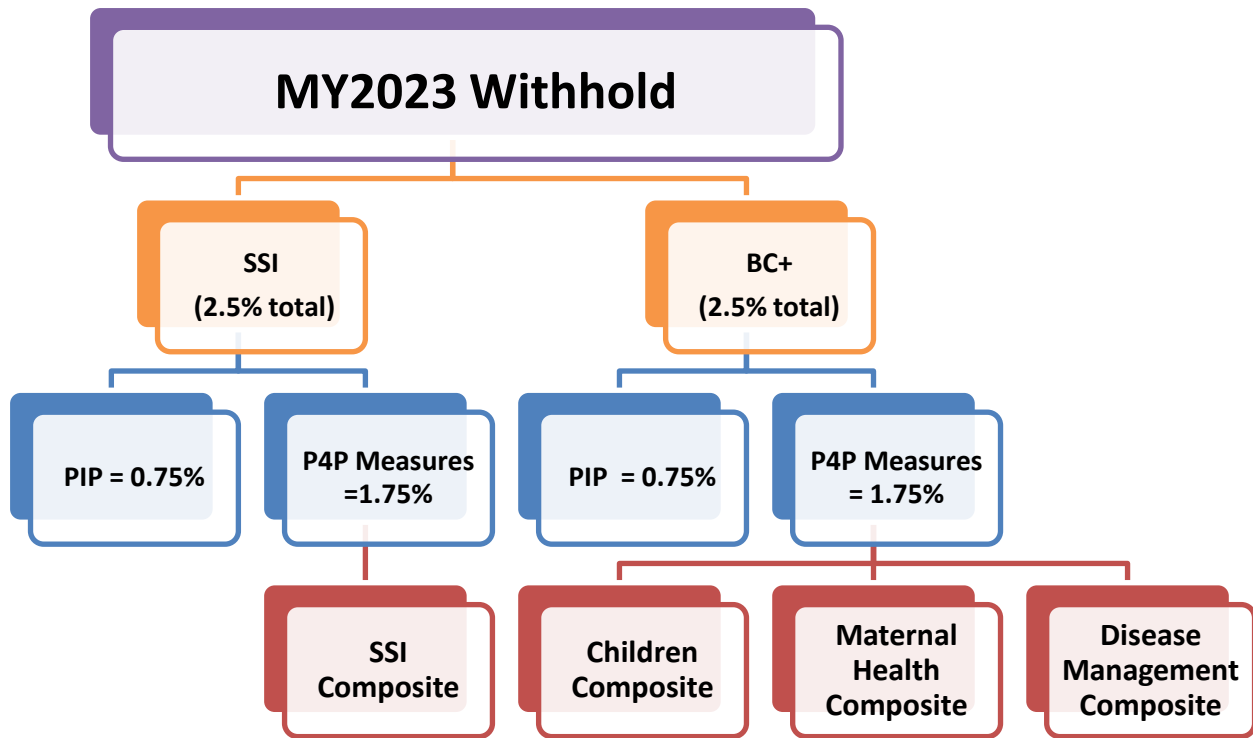 MY2023 Withhold
SSI
(2.5% total)
BC+
(2.5% total)
PIP = 0.75%
P4P Measures
=1.75%
PIP  = 0.75%
P4P Measures
= 1.75%
SSI
Composite
Children
Composite
Maternal
Health
Composite
Disease
Management
Composite